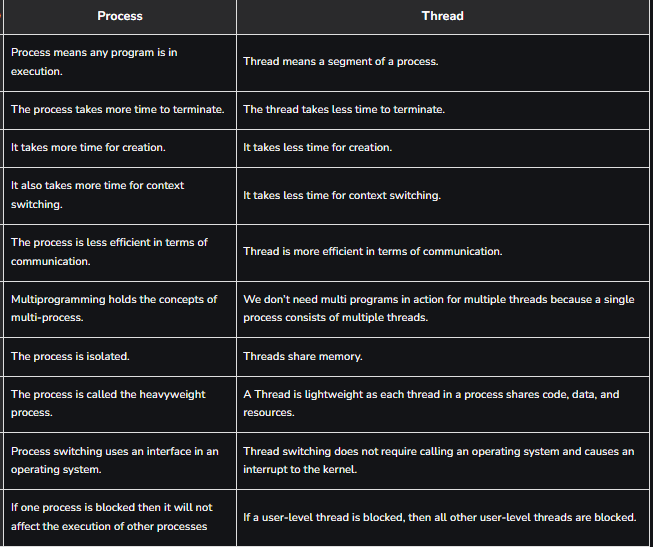 Process
Thread
Process means any program is in
execution.
Thread means a segment of a process.
The process takes more time to terminate.
The thread takes less time to terminate.
It takes more time for creation.
It takes less time for creation.
It also takes more time for context
switching.
It takes less time for context switching.
The process is less efficient in terms of
communication.
Thread is more efficient in terms of communication.
Multiprogramming holds the concepts of
multi-process.
We don't need multi programs in action for multiple threads because a single
process consists of multiple threads.
The process is isolated.
Threads share memory.
The process is called the heavyweight
process.
A Thread is lightweight as each thread in a process shares code, data, and
resources.
Process switching uses an interface in an
operating system.
Thread switching does not require calling an operating system and causes an
interrupt to the kernel.
If one process is blocked then it will not
affect the execution of other processes
If a user-level thread is blocked, then all other user-level threads are blocked.